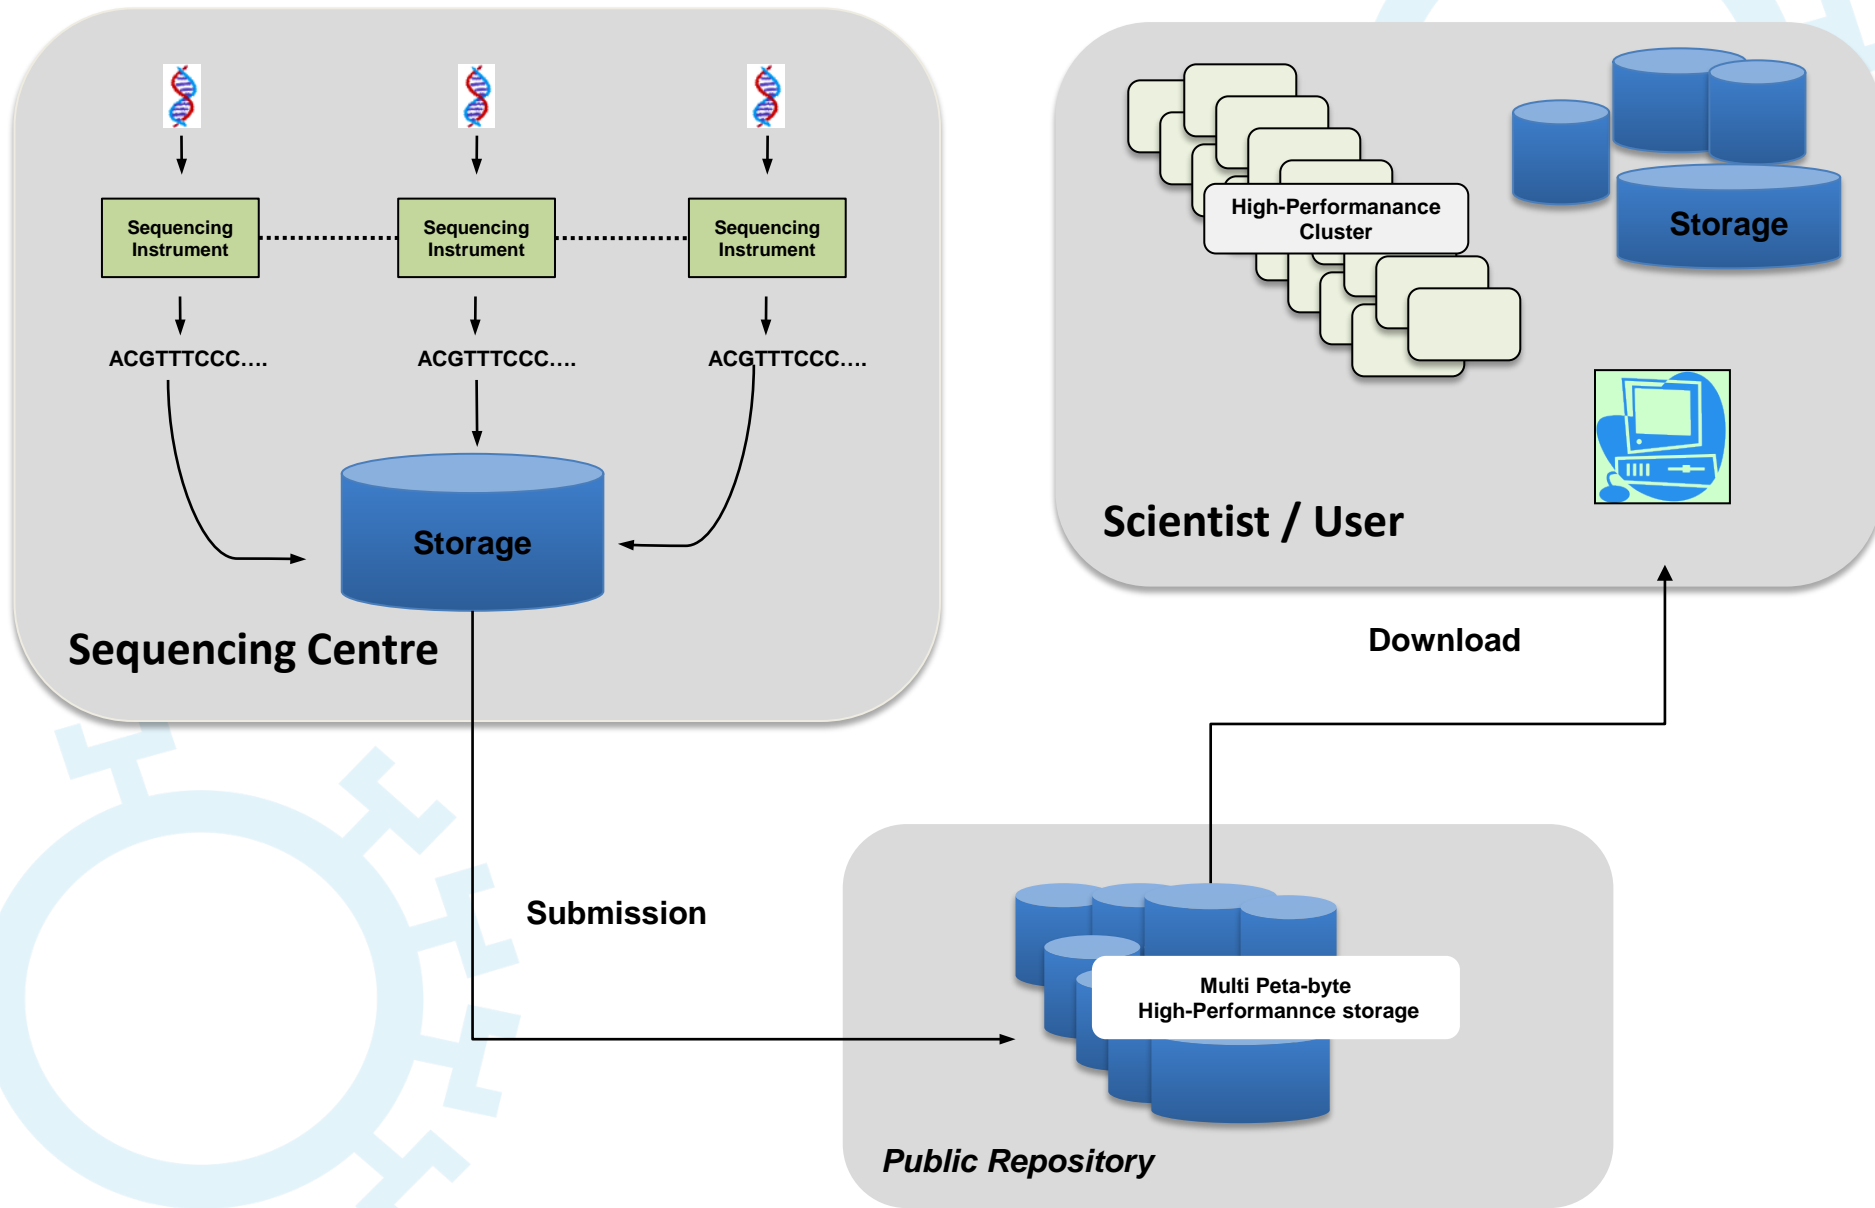 Sequencing
Instrument
Sequencing
Instrument
Sequencing
Instrument
ACGTTTCCC....
ACGTTTCCC....
ACGTTTCCC....
Storage
Sequencing Centre
High-Performanance
Cluster
Storage
Scientist / User
Download
Submission
Multi Peta-byte
High-Performannce storage
Public Repository